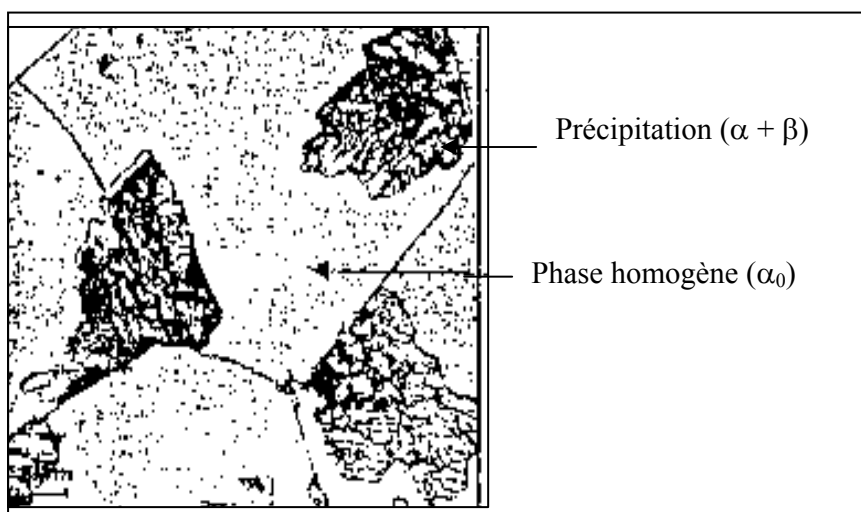 Précipitation (α + β)
Phase homogène (α₀)